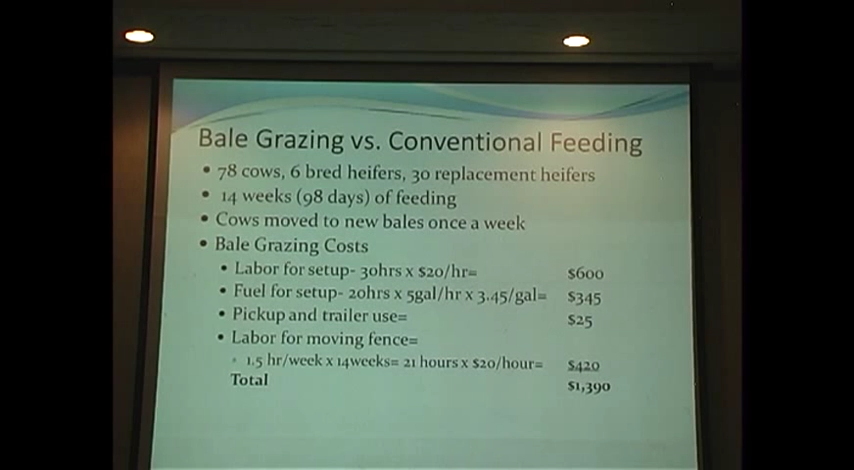 Bale Grazing vs. Conventional Feeding
• 78 cows, 6 bred heifers, 30 replacement heifers
• 14 weeks (98 days) of feeding
• Cows moved to new bales once a week
• Bale Grazing Costs
• Labor for setup- 30hrs x $20/hr= $600
• Fuel for setup- 20hrs x 5gal/hr x 3.45/gal= $345
• Pickup and trailer use= $25
• Labor for moving fence=
• 1.5 hr/week x 14weeks= 21 hours x $20/hour= $420
Total $1,390